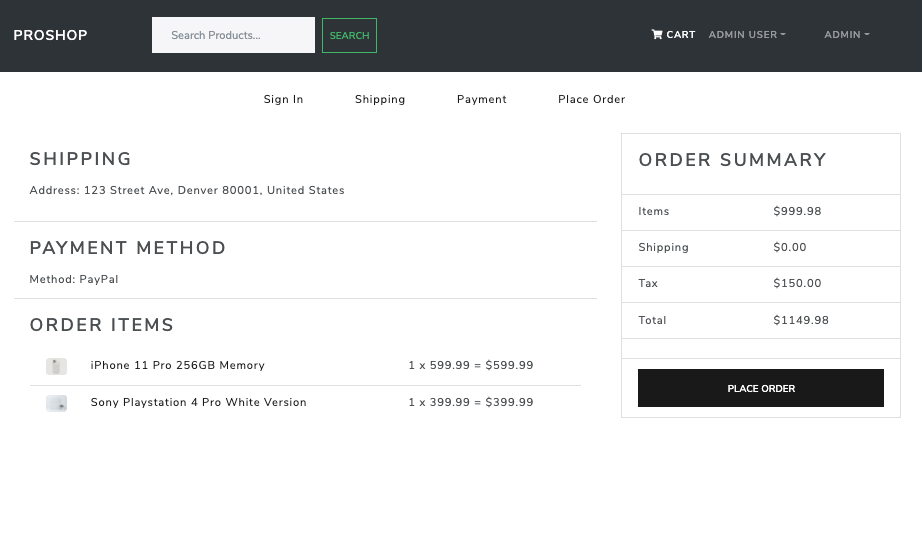 PROSHOP
Search Products...
SEARCH
CART
ADMIN USER
ADMIN
Sign In
Shipping
Payment
Place Order
SHIPPING
Address: 123 Street Ave, Denver 80001, United States
PAYMENT METHOD
Method: PayPal
ORDER ITEMS
iPhone 11 Pro 256GB Memory
1 x 599.99 = $599.99
Sony Playstation 4 Pro White Version
1 x 399.99 = $399.99
ORDER SUMMARY
Items $999.98
Shipping $0.00
Tax $150.00
Total $1149.98
PLACE ORDER